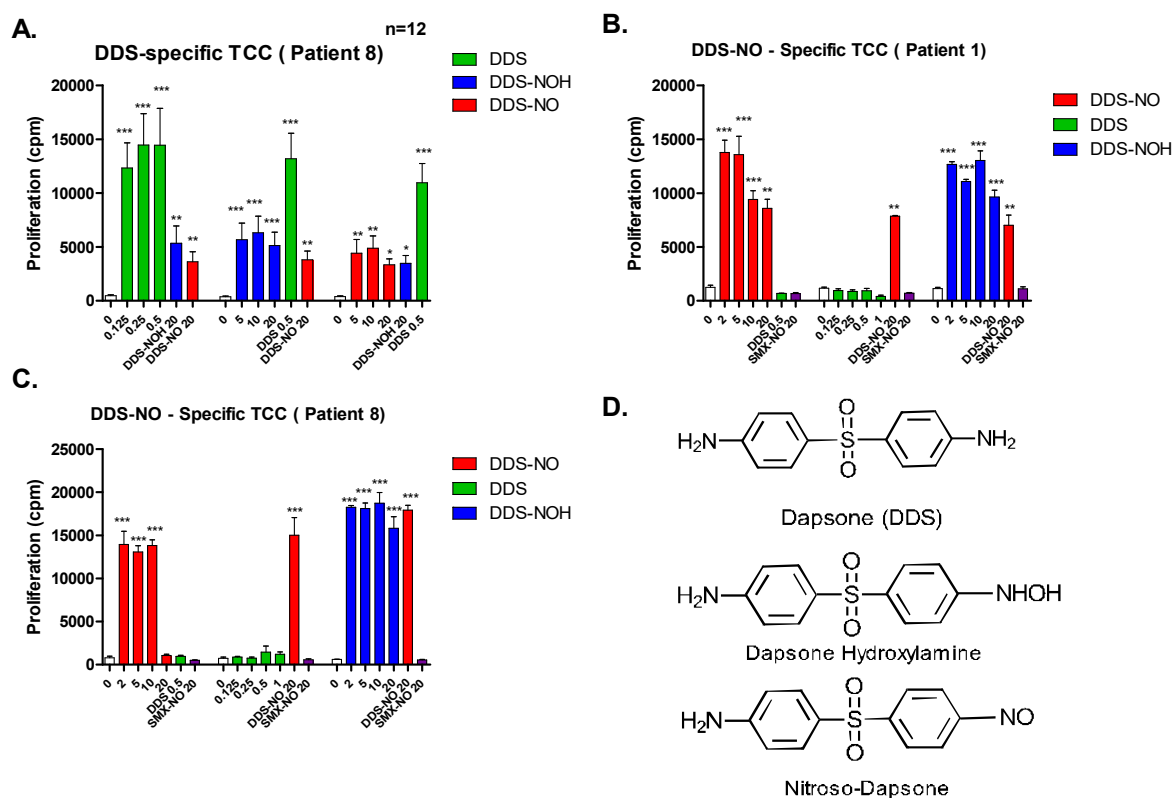 A.
n=12
DDS-specific TCC ( Patient 8)
DDS
DDS-NOH
DDS-NO
Proliferation (cpm)
20000
15000
10000
5000
0
*** *** *** ** ** *** *** *** *** ** ** ** * * ***
0 0.125 0.25 0.5 DDS-NOH 20 DDS-NO 20 0 5 10 20 DDS 0.5 DDS-NO 20 0 5 10 20 DDS-NOH 20 DDS 0.5
B.
DDS-NO - Specific TCC ( Patient 1)
DDS-NO
DDS
DDS-NOH
Proliferation (cpm)
20000
15000
10000
5000
0
*** *** *** ** ** *** *** *** *** **
0 2 5 10 20 DDS 0.5 SMX-NO 20 0 0.125 0.25 0.5 1 DDS-NO 20 SMX-NO 20 0 2 5 10 20 DDS-NO 20 SMX-NO 20
C.
DDS-NO - Specific TCC ( Patient 8)
DDS-NO
DDS
DDS-NOH
Proliferation (cpm)
25000
20000
15000
10000
5000
0
*** *** *** *** *** *** *** *** ***
0 2 5 10 20 DDS 0.5 SMX-NO 20 0 0.125 0.25 0.5 1 DDS-NO 20 SMX-NO 20 0 2 5 10 20 DDS-NO 20 SMX-NO 20
D.
O
H₂N S NH₂
O
Dapsone (DDS)
O
H₂N S NHOH
O
Dapsone Hydroxylamine
O
H₂N S NO
O
Nitroso-Dapsone